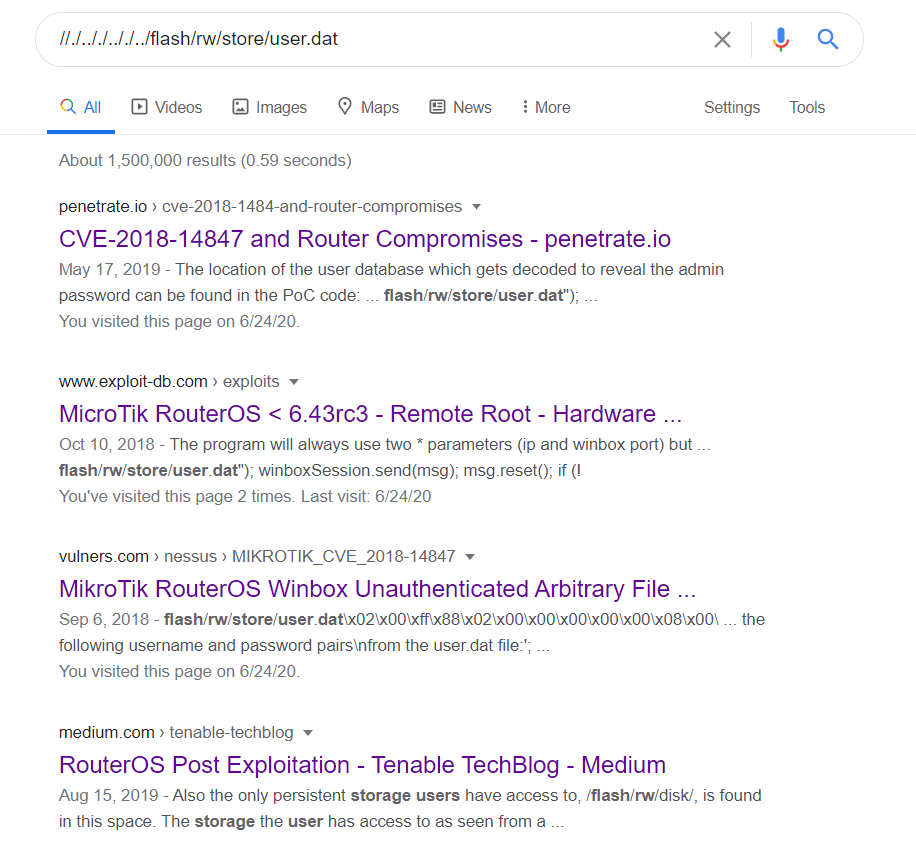 //./.././.././../flash/rw/store/user.dat
All Videos Images Maps News More Settings Tools
About 1,500,000 results (0.59 seconds)
penetrate.io › cve-2018-1484-and-router-compromises
CVE-2018-14847 and Router Compromises - penetrate.io
May 17, 2019 - The location of the user database which gets decoded to reveal the admin
password can be found in the PoC code: ... flash/rw/store/user.dat"); ...
You visited this page on 6/24/20.
www.exploit-db.com › exploits
MicroTik RouterOS < 6.43rc3 - Remote Root - Hardware ...
Oct 10, 2018 - The program will always use two * parameters (ip and winbox port) but ...
flash/rw/store/user.dat"); winboxSession.send(msg); msg.reset(); if (!
You've visited this page 2 times. Last visit: 6/24/20
vulners.com › nessus › MIKROTIK_CVE_2018-14847
MikroTik RouterOS Winbox Unauthenticated Arbitrary File ...
Sep 6, 2018 - flash/rw/store/user.dat\x02\x00\xff\x88\x02\x00\x00\x00\x00\x00\x08\x00\ ... the
following username and password pairs\nfrom the user.dat file:'; ...
You visited this page on 6/24/20.
medium.com › tenable-techblog
RouterOS Post Exploitation - Tenable TechBlog - Medium
Aug 15, 2019 - Also the only persistent storage users have access to, /flash/rw/disk/, is found
in this space. The storage the user has access to as seen from a ...